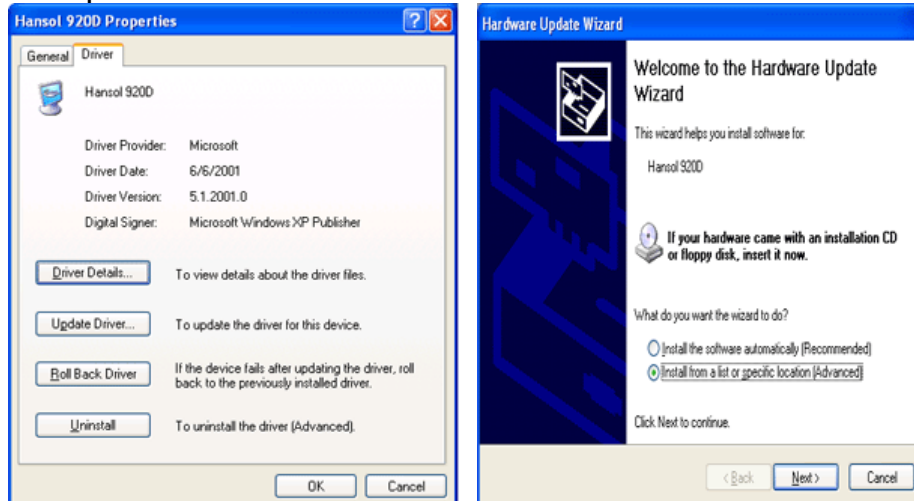 Hansol 920D Properties
General Driver
Hansol 920D
Driver Provider: Microsoft
Driver Date: 6/6/2001
Driver Version: 5.1.2001.0
Digital Signer: Microsoft Windows XP Publisher
Driver Details... To view details about the driver files.
Update Driver... To update the driver for this device.
Roll Back Driver If the device fails after updating the driver, roll
back to the previously installed driver.
Uninstall To uninstall the driver (Advanced).
OK Cancel
Hardware Update Wizard
Welcome to the Hardware Update
Wizard
This wizard helps you install software for:
Hansol 920D
If your hardware came with an installation CD
or floppy disk, insert it now.
What do you want the wizard to do?
Install the software automatically (Recommended)
Install from a list or specific location (Advanced)
Click Next to continue.
< Back Next > Cancel